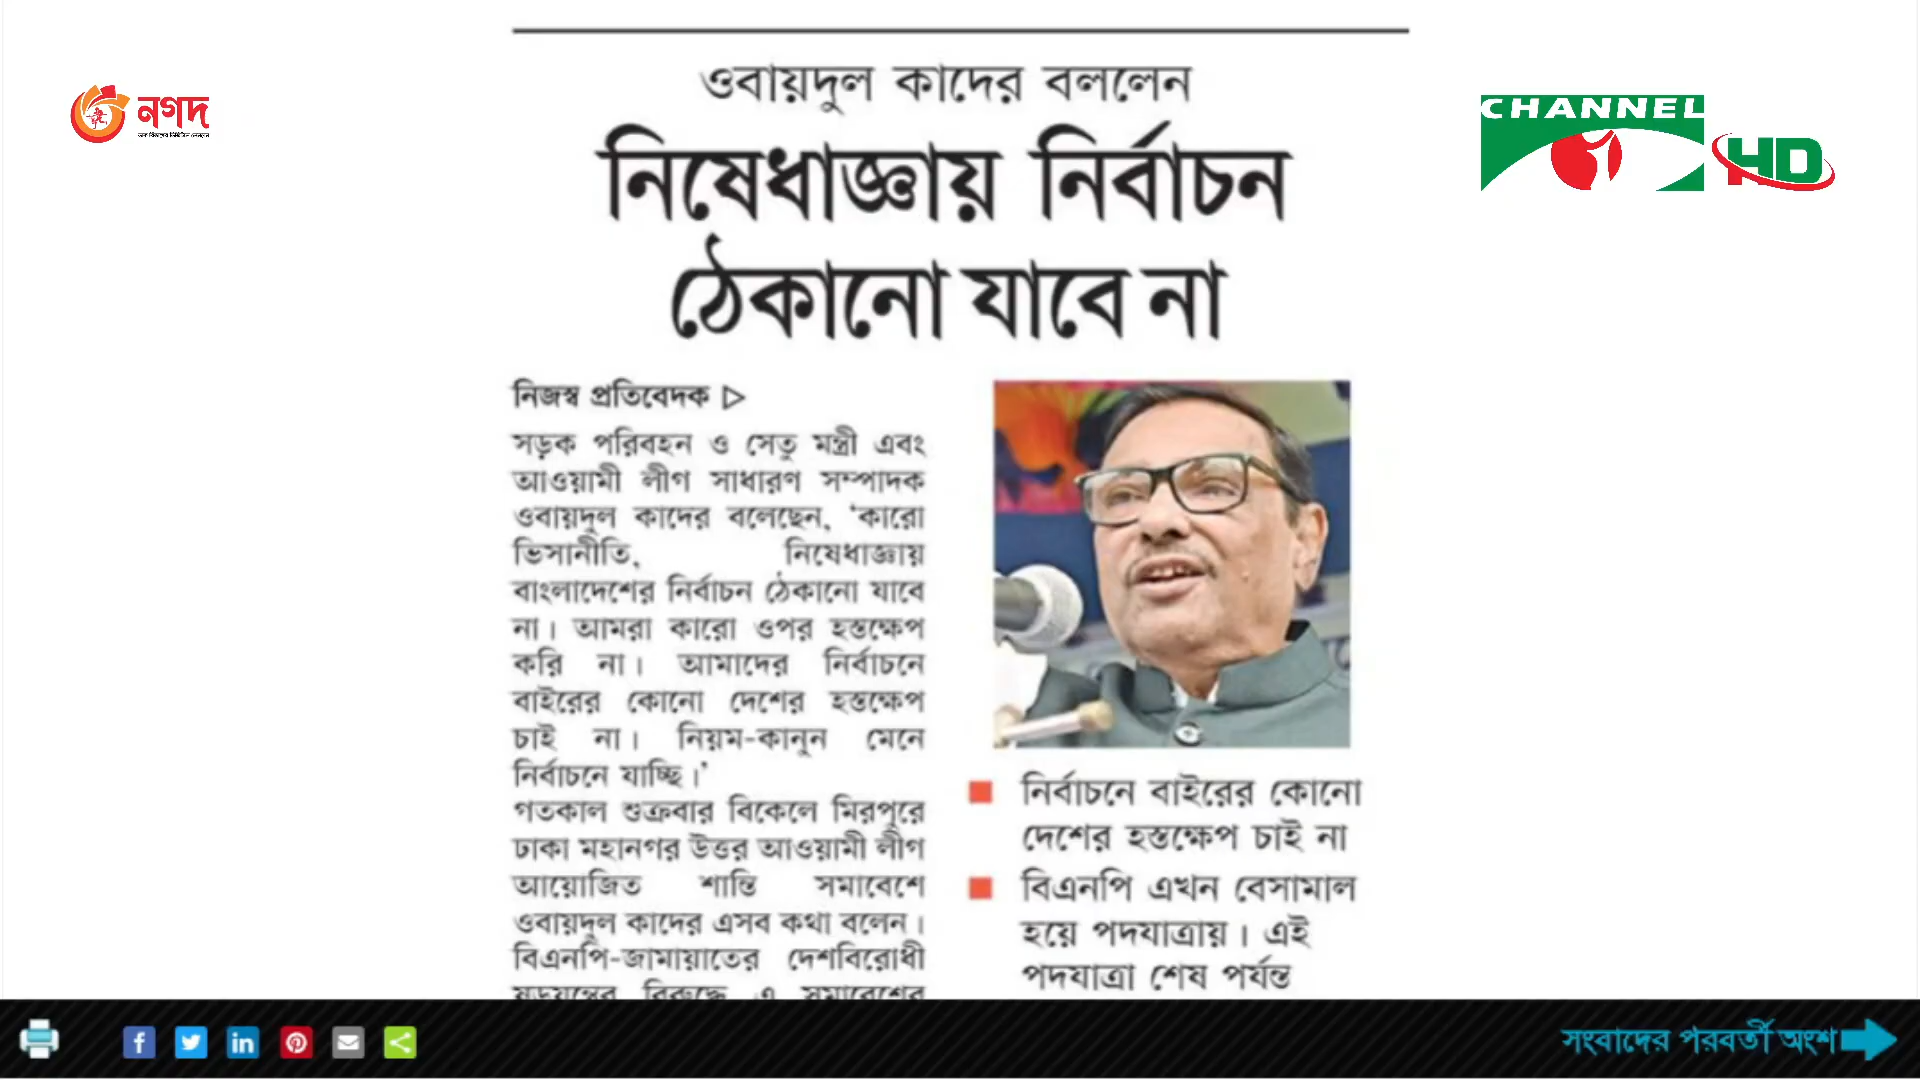 ওবায়দুল কাদের বললেন
নিষেধাজ্ঞায় নির্বাচন
ঠেকানো যাবে না
নগদ
CHANNEL
i
HD
নিজস্ব প্রতিবেদক ▷
সড়ক পরিবহন ও সেতু মন্ত্রী এবং
আওয়ামী লীগ সাধারণ সম্পাদক
ওবায়দুল কাদের বলেছেন, ‘কারো
ভিসানীতি, নিষেধাজ্ঞায়
বাংলাদেশের নির্বাচন ঠেকানো যাবে
না। আমরা কারো ওপর হস্তক্ষেপ
করি না। আমাদের নির্বাচনে
বাইরের কোনো দেশের হস্তক্ষেপ
চাই না। নিয়ম-কানুন মেনে
নির্বাচনে যাচ্ছি।’
গতকাল শুক্রবার বিকেলে মিরপুরে
ঢাকা মহানগর উত্তর আওয়ামী লীগ
আয়োজিত শান্তি সমাবেশে
ওবায়দুল কাদের এসব কথা বলেন।
বিএনপি-জামায়াতের দেশবিরোধী
ষড়যন্ত্রের বিরুদ্ধে এ সমাবেশের
নির্বাচনে বাইরের কোনো
দেশের হস্তক্ষেপ চাই না
বিএনপি এখন বেসামাল
হয়ে পদযাত্রায়। এই
পদযাত্রা শেষ পর্যন্ত
সংবাদের পরবর্তী অংশ